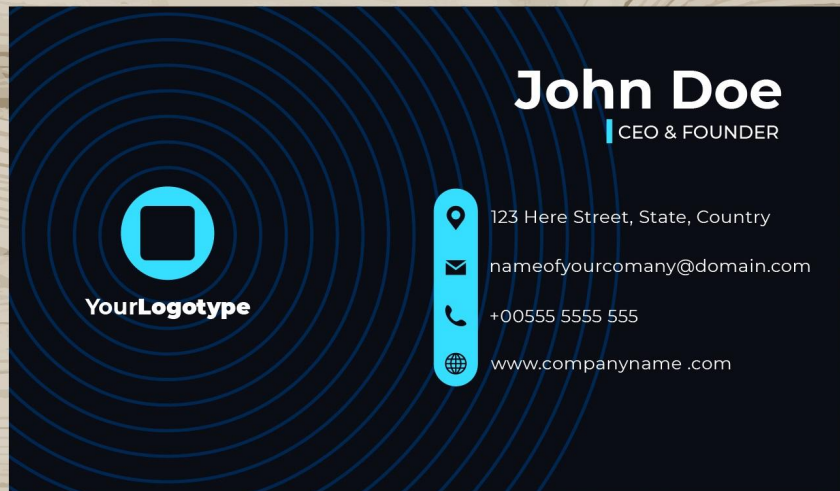 John Doe
CEO & FOUNDER
YourLogotype
123 Here Street, State, Country
nameofyourcomany@domain.com
+00555 5555 555
www.companyname .com